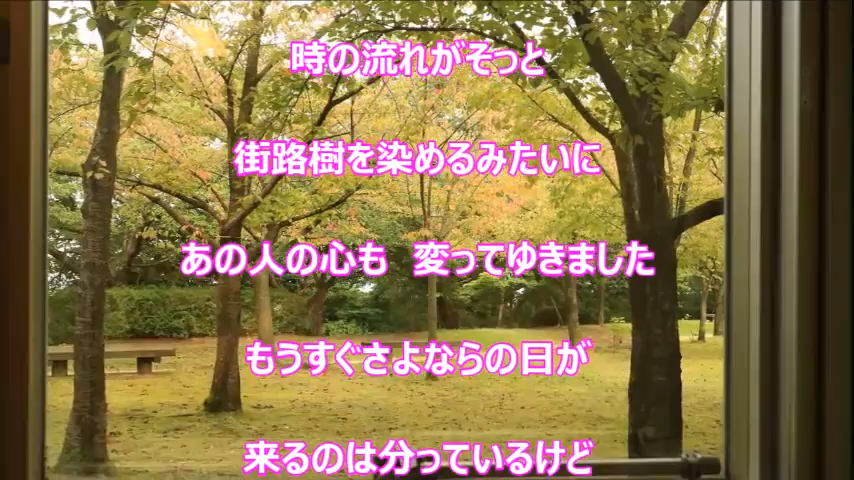 時の流れがそっと
街路樹を染めるみたいに
あの人の心も　変ってゆきました
もうすぐさよならの日が
来るのは分っているけど